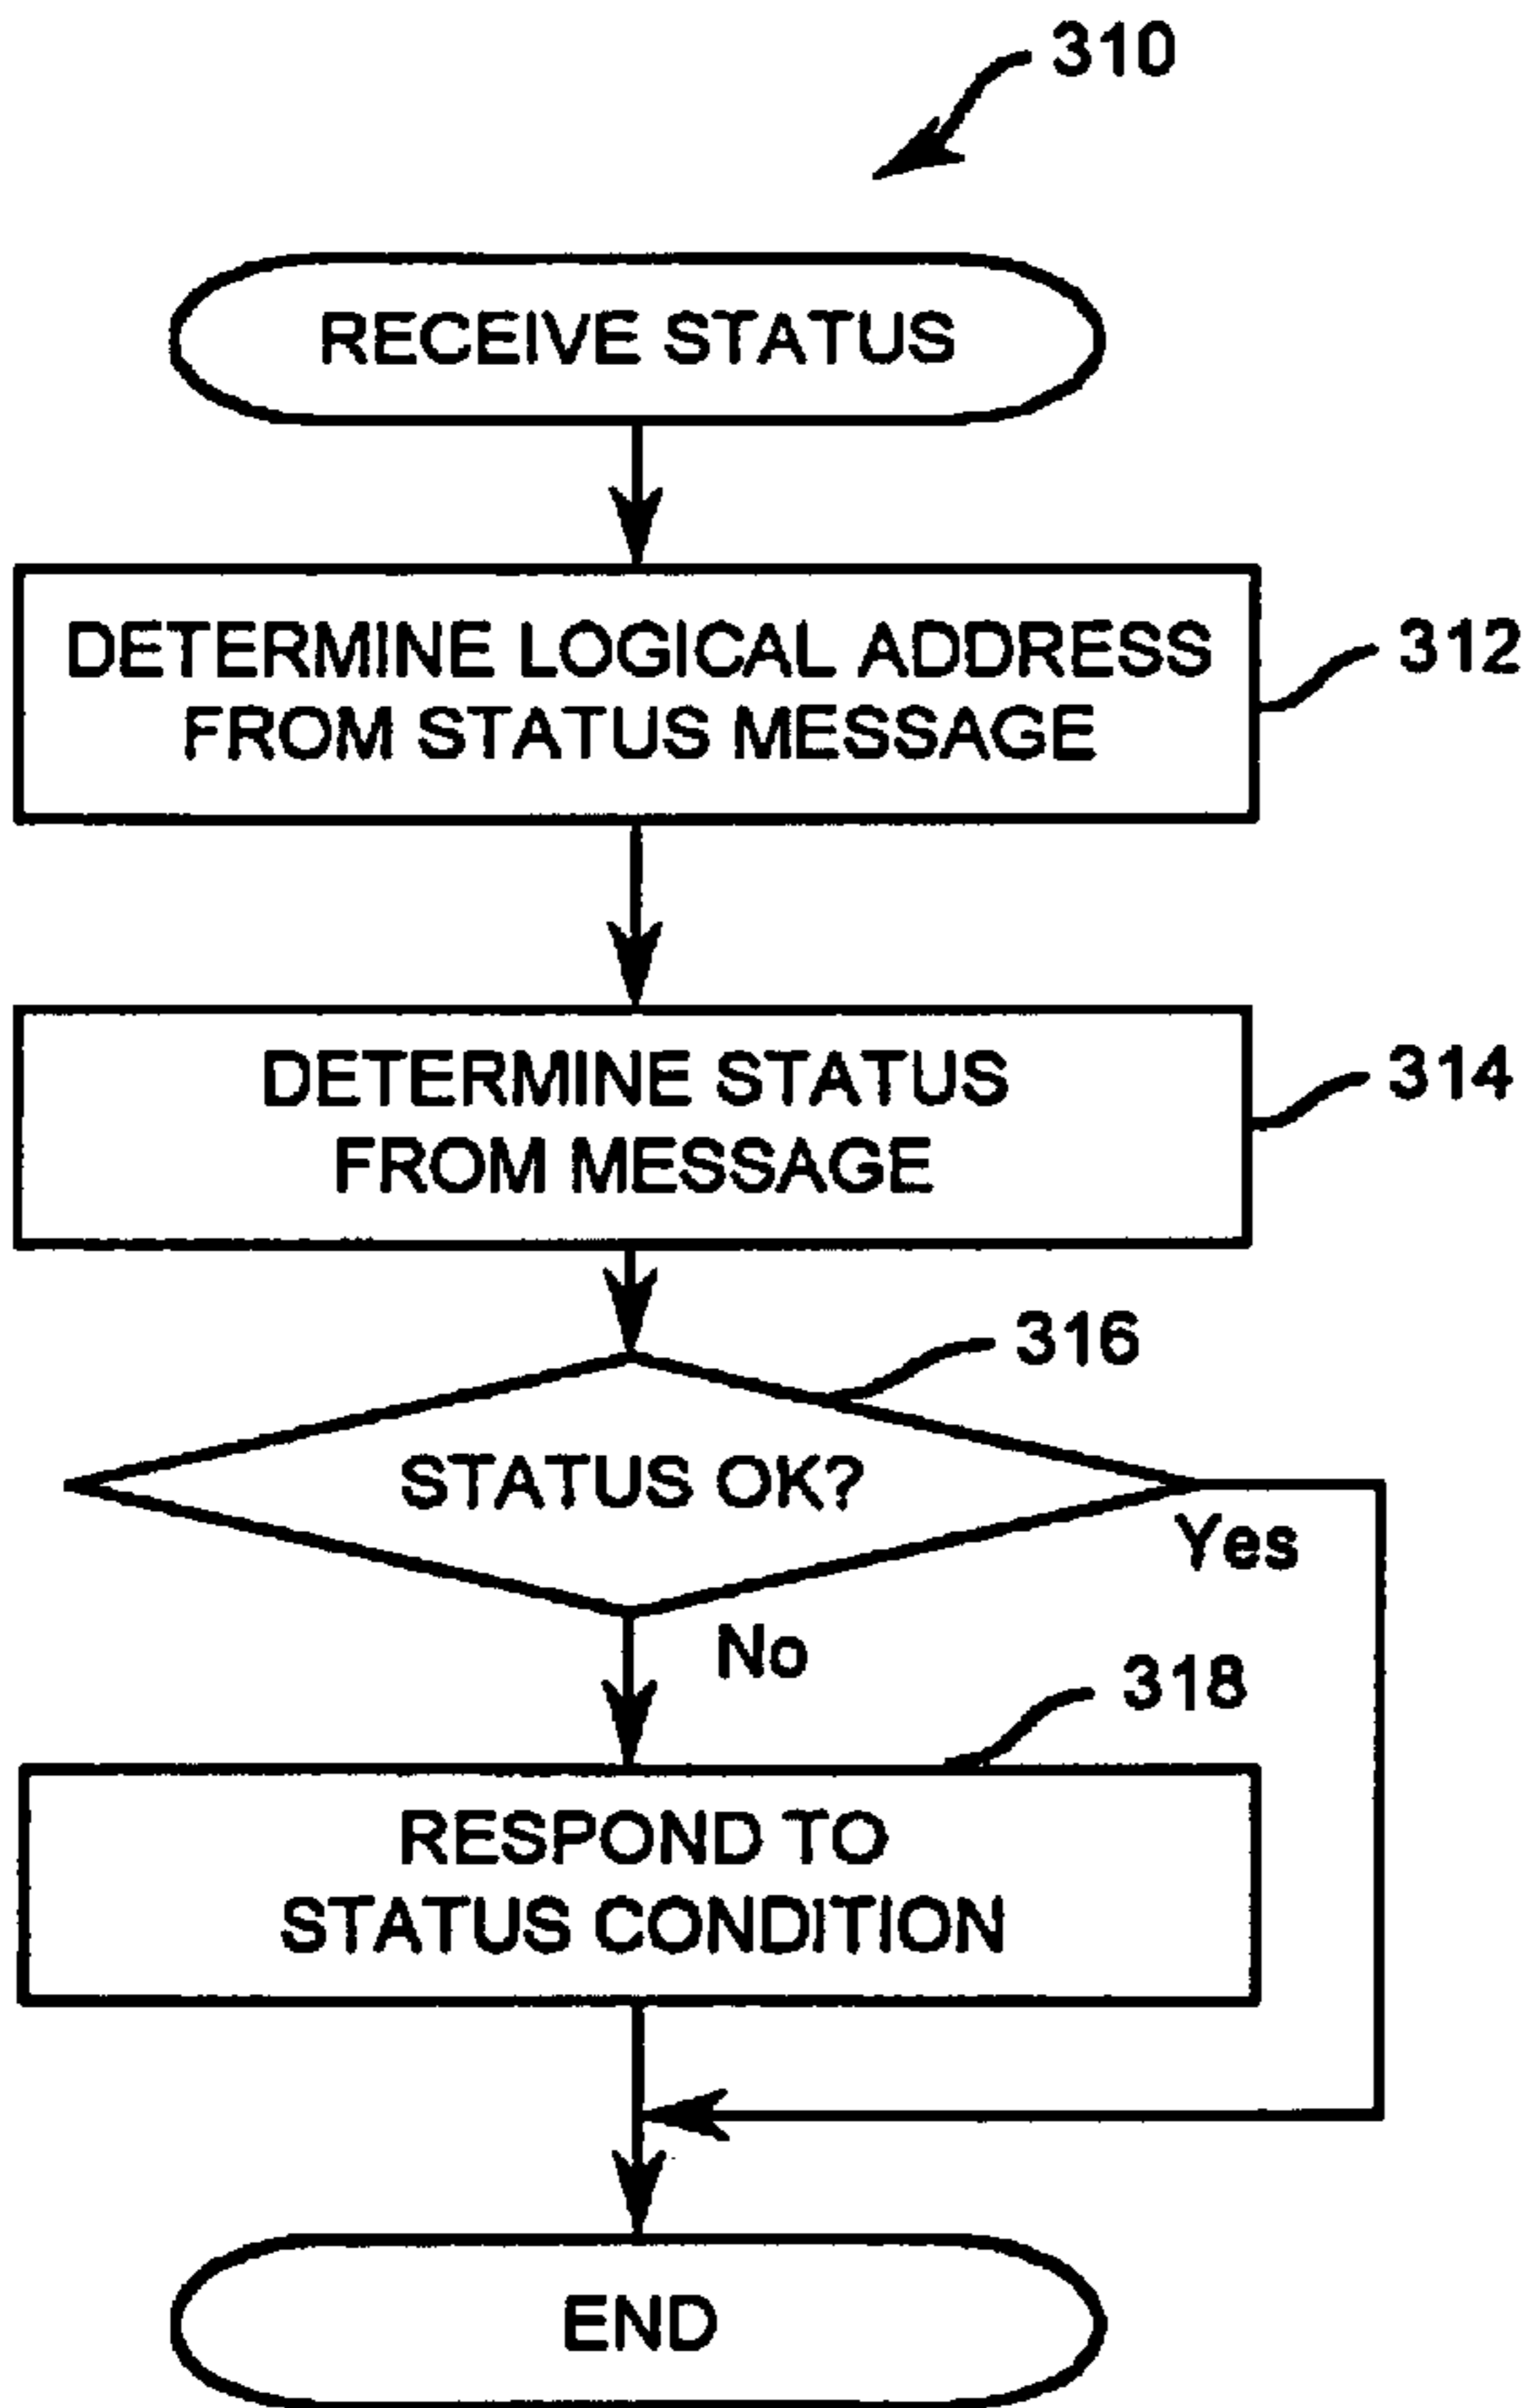 310
RECEIVE STATUS
DETERMINE LOGICAL ADDRESS
FROM STATUS MESSAGE
312
DETERMINE STATUS
FROM MESSAGE
314
316
STATUS OK?
Yes
No
318
RESPOND TO
STATUS CONDITION
END